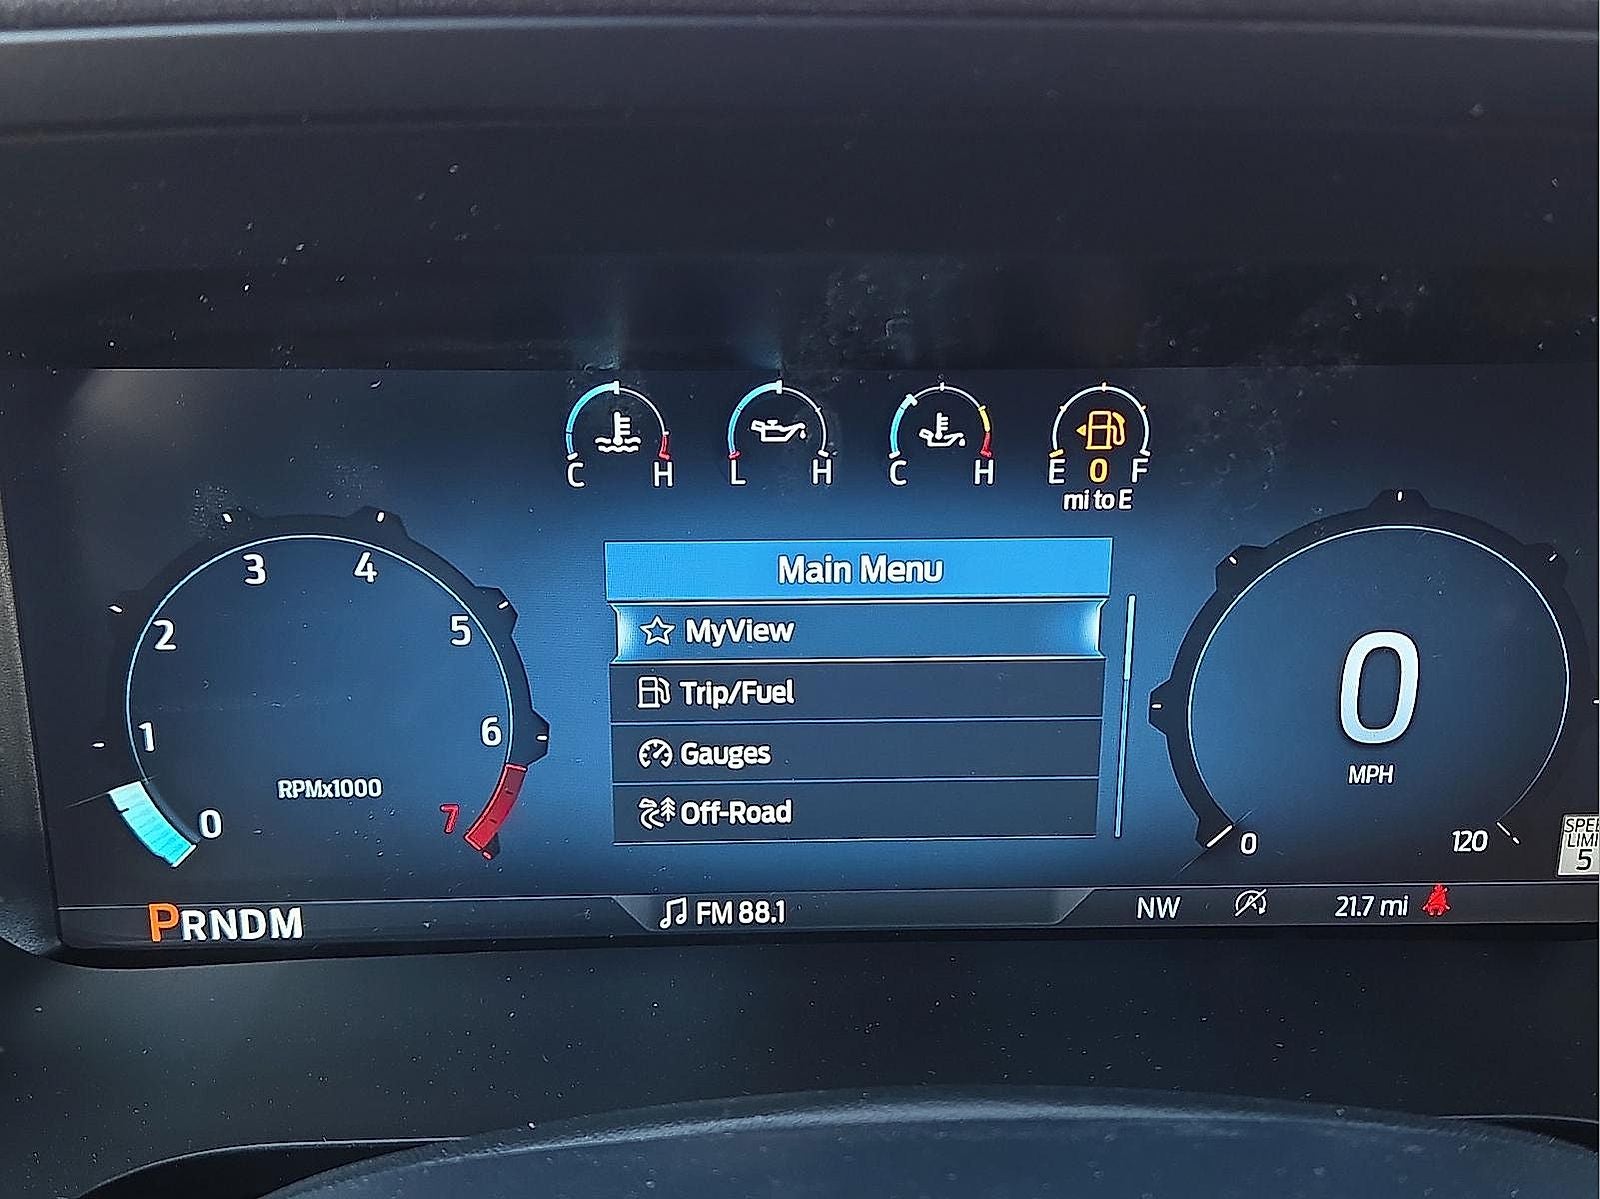 C H
L H
C H
E 0 F
mi to E
Main Menu
MyView
Trip/Fuel
Gauges
Off-Road
0
1
2
3
4
5
6
7
RPMx1000
0
MPH
0
120
5
PRNDM
FM 88.1
NW
21.7 mi